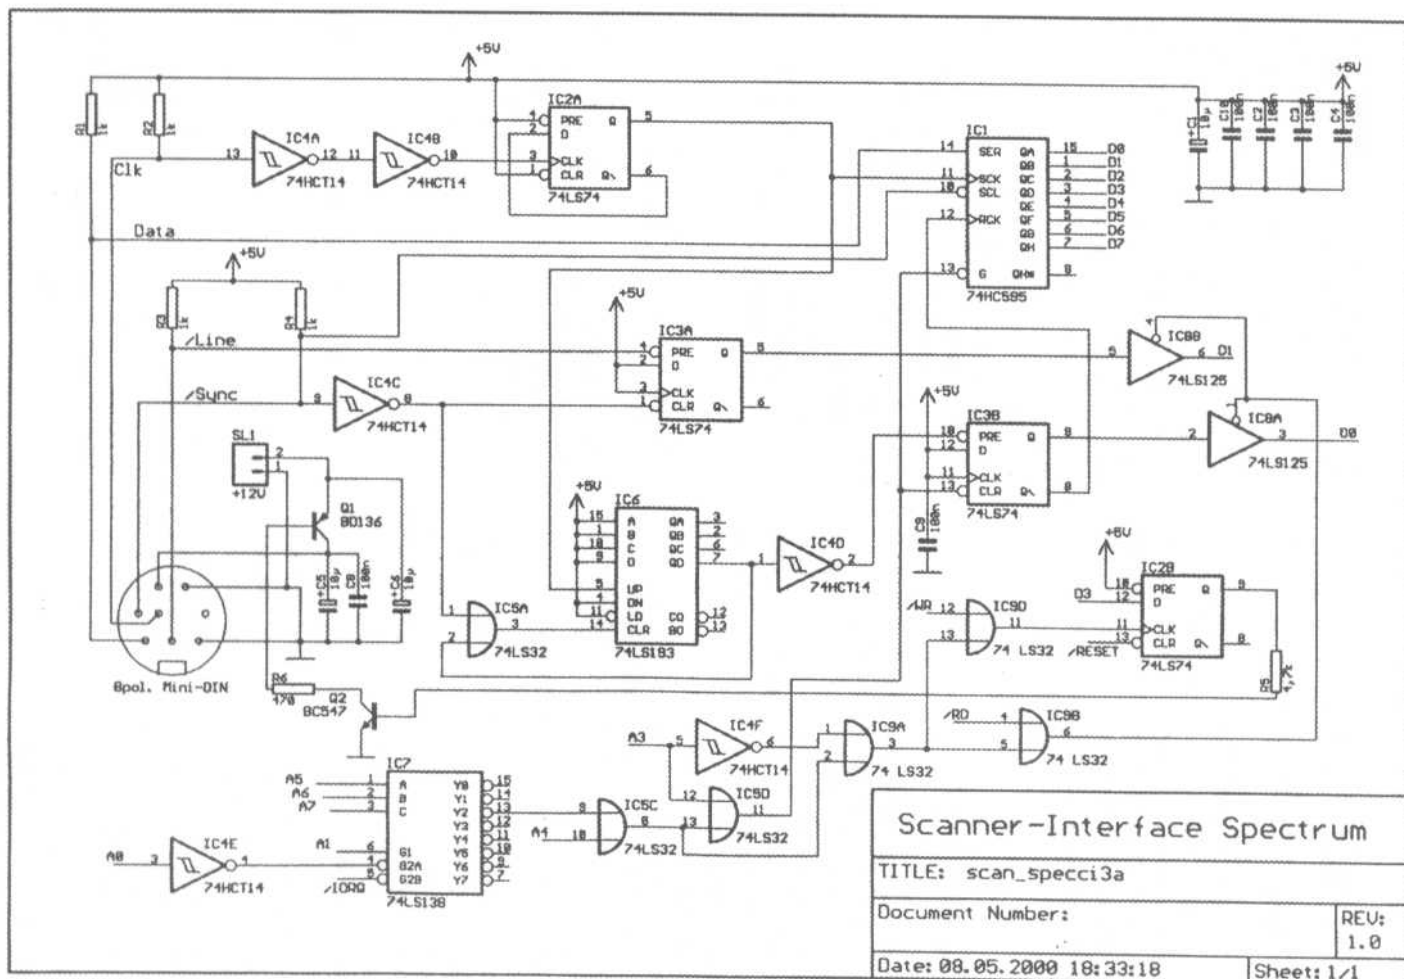 +5V
+5V
R1
1k
R2
1k
Clk
13
IC4A
12
74HCT14
11
IC4B
10
74HCT14
IC2A
4
PRE
Q
5
2
D
3
CLK
1
CLR
Q\
6
74LS74
IC1
14
SER
QA
15
D0
QB
1
D1
11
SCK
QC
2
D2
10
SCL
QD
3
D3
QE
4
D4
12
RCK
QF
5
D5
6
D6
QH
7
D7
13
G
QH*
9
74HC595
+C1
10µ
C10
100n
C2
100n
C3
100n
C4
100n
Data
+5V
R3
1k
R4
1k
/Line
/Sync
9
IC4C
8
74HCT14
+5V
IC3A
4
PRE
Q
5
2
D
3
CLK
1
CLR
Q\
6
74LS74
5
4
IC8B
6
D1
74LS125
2
1
IC8A
3
D0
74LS125
+5V
IC3B
10
PRE
Q
9
12
D
11
CLK
13
CLR
Q\
8
74LS74
C9
100n
SL1
2
1
+12V
Q1
BD136
+C5
10µ
C8
100n
+C6
10µ
8pol. Mini-DIN
R6
470
Q2
BC547
+5V
IC6
15
A
QA
3
1
B
QB
2
10
C
QC
6
9
D
QD
7
5
UP
4
DN
11
LD
CO
12
14
CLR
BO
13
74LS193
1
2
IC5A
3
74LS32
1
IC4D
2
74HCT14
+5V
IC2B
10
PRE
Q
9
D3
12
D
11
CLK
/RESET
13
CLR
Q\
8
74LS74
R5
4,7k
/WR
12
13
IC9D
11
74 LS32
/RD
4
5
IC9B
6
74 LS32
A3
5
IC4F
6
74HCT14
1
2
IC9A
3
74 LS32
12
13
IC5D
11
74LS32
9
A4
10
IC5C
8
74LS32
IC7
A5
1
A
Y0
15
A6
2
B
Y1
14
A7
3
C
Y2
13
Y3
12
Y4
11
A1
6
G1
Y5
10
4
G2A
Y6
9
/IORQ
5
G2B
Y7
7
74LS138
A0
3
IC4E
4
74HCT14
Scanner-Interface Spectrum
TITLE: scan_specci3a
Document Number:
REV:
1.0
Date: 08.05.2000 18:33:18
Sheet: 1/1